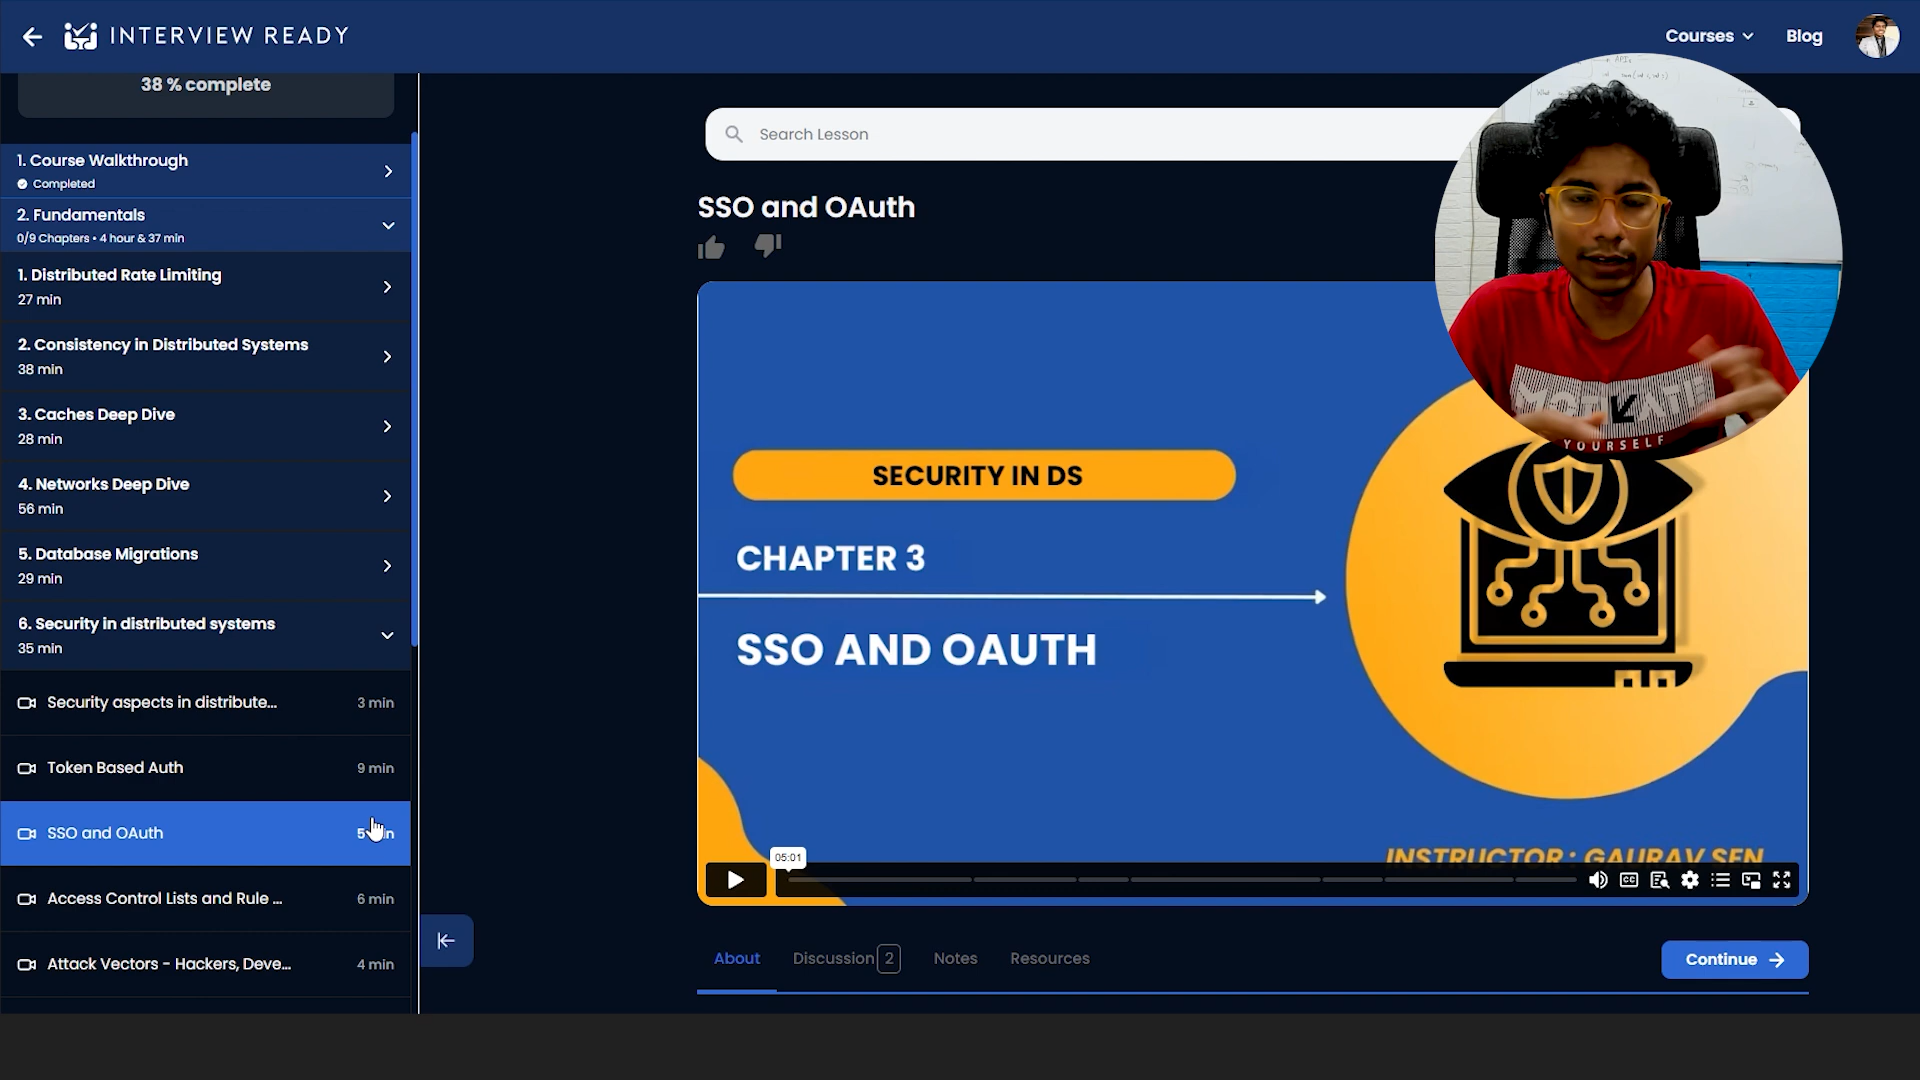 INTERVIEW READY
Courses
Blog
38 % complete
1. Course Walkthrough
Completed
2. Fundamentals
0/9 Chapters • 4 hour & 37 min
1. Distributed Rate Limiting
27 min
2. Consistency in Distributed Systems
38 min
3. Caches Deep Dive
28 min
4. Networks Deep Dive
56 min
5. Database Migrations
29 min
6. Security in distributed systems
35 min
Security aspects in distribute...
3 min
Token Based Auth
9 min
SSO and OAuth
Access Control Lists and Rule ...
6 min
Attack Vectors - Hackers, Deve...
4 min
Search Lesson
SSO and OAuth
SECURITY IN DS
CHAPTER 3
SSO AND OAUTH
INSTRUCTOR : GAURAV SEN
05:01
CC
MOTIVATE
YOURSELF
About
Discussion 2
Notes
Resources
Continue